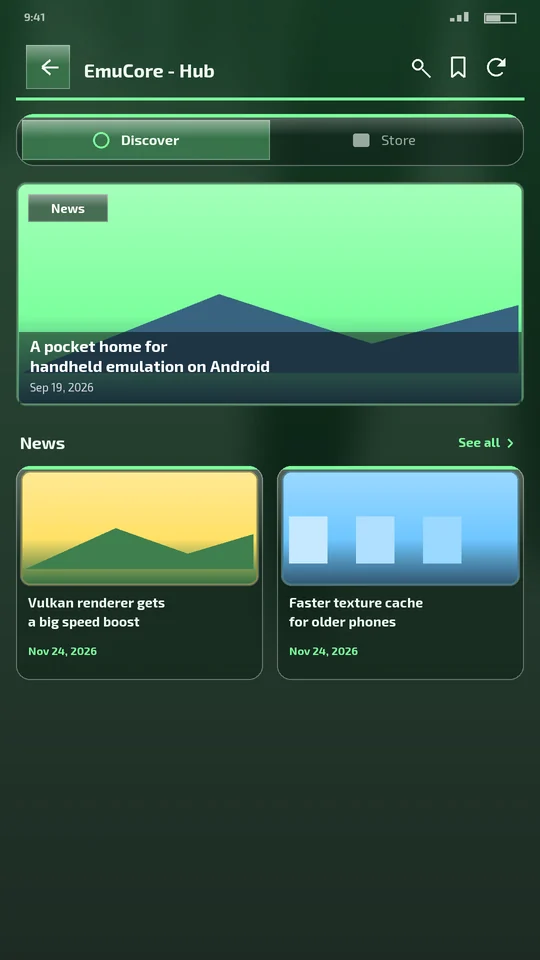 9:41
EmuCore - Hub
Discover
Store
News
A pocket home for
handheld emulation on Android
Sep 19, 2026
News
See all
Vulkan renderer gets
a big speed boost
Nov 24, 2026
Faster texture cache
for older phones
Nov 24, 2026